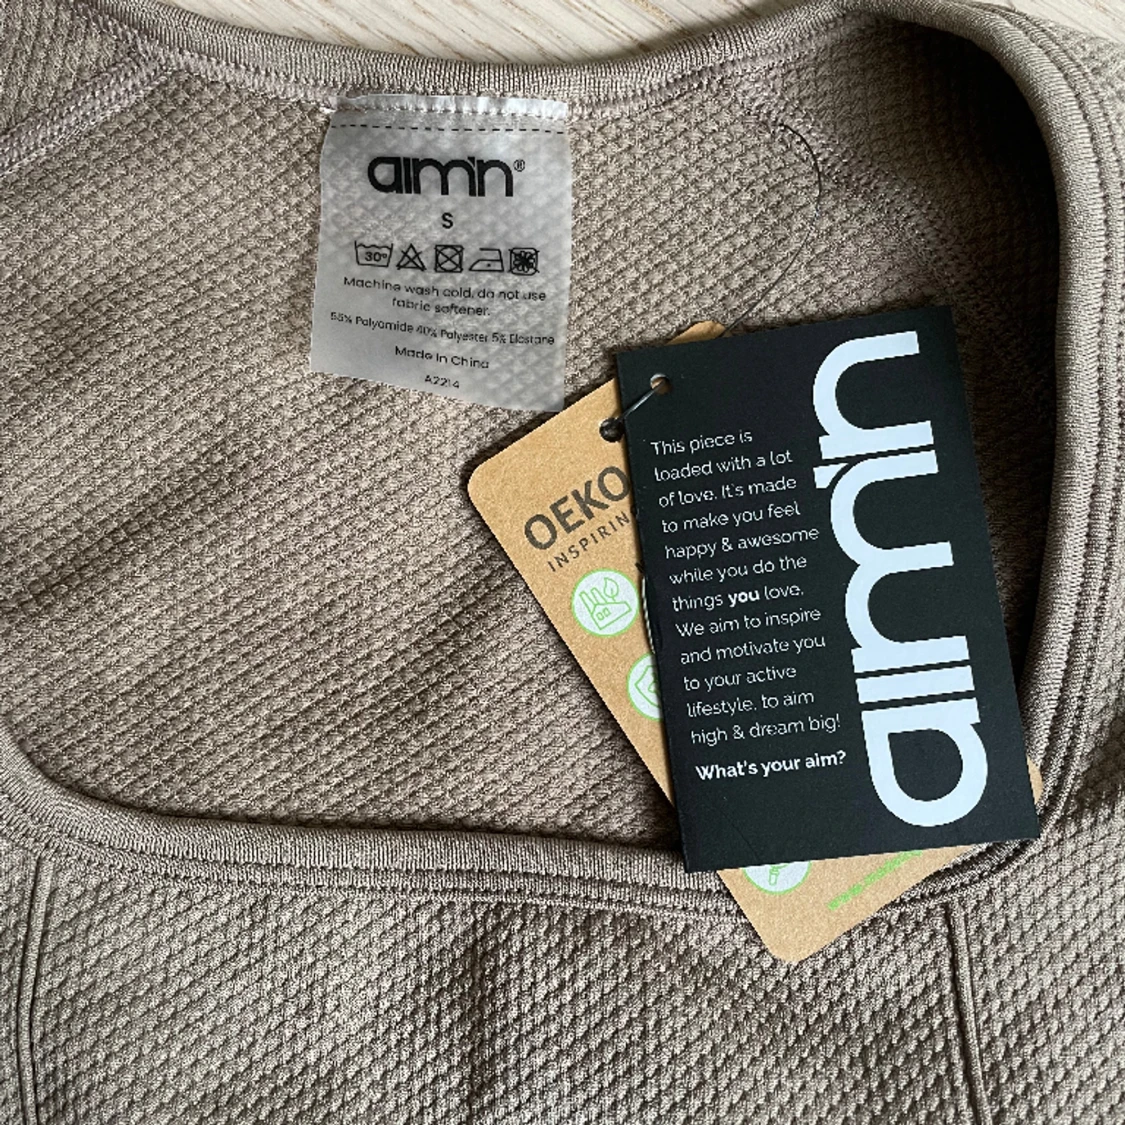 aim'n®
S
30°
Machine wash cold, do not use
fabric softener.
55% Polyamide 40% Polyester 5% Elastane
Made in China
A2214
OEKO
INSPIRIN
This piece is
loaded with a lot
of love. It's made
to make you feel
happy & awesome
while you do the
things you love.
We aim to inspire
and motivate you
to your active
lifestyle, to aim
high & dream big!
What's your aim?
aim'n